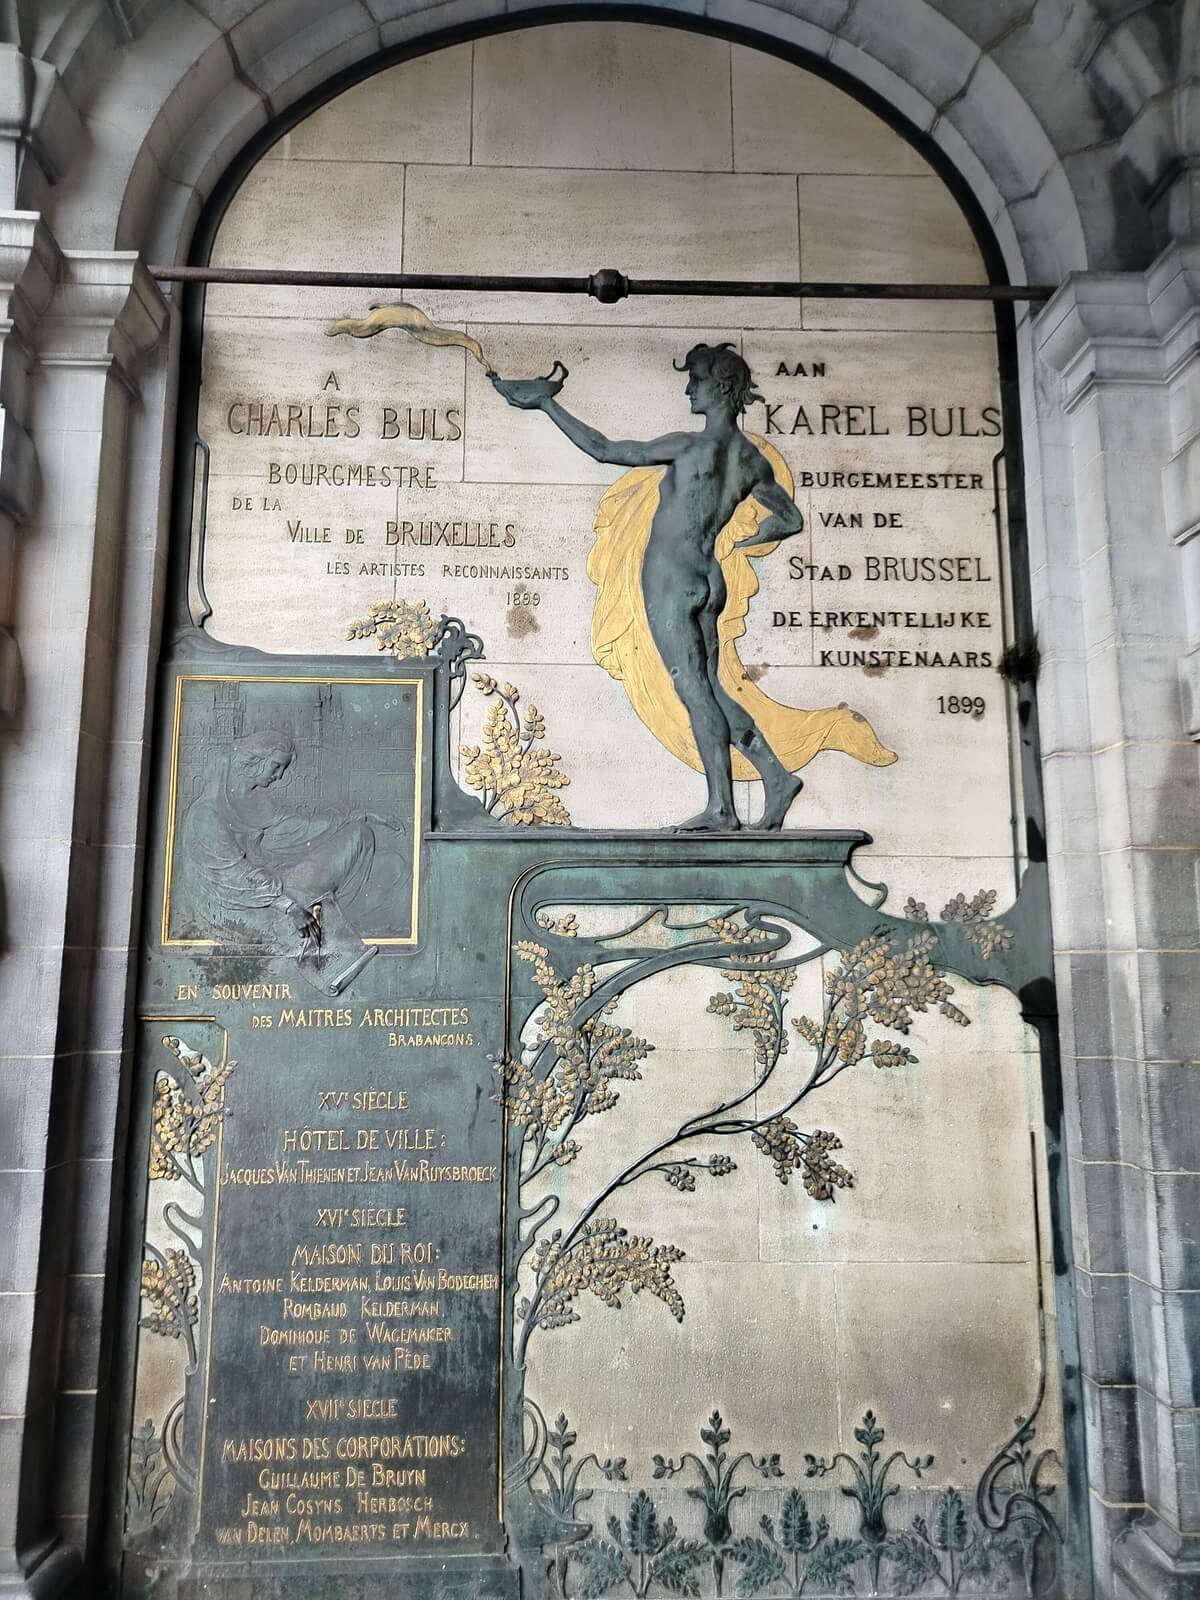 A
CHARLES BULS
BOURGMESTRE
DE LA
VILLE DE BRUXELLES
LES ARTISTES RECONNAISSANTS
1899
AAN
KAREL BULS
BURGEMEESTER
VAN DE
STAD BRUSSEL
DE ERKENTELIJKE
KUNSTENAARS
1899
EN SOUVENIR
DES MAITRES ARCHITECTES
BRABANÇONS.
XVE SIÈCLE
HÔTEL DE VILLE:
JACQUES VAN THIENEN ET JEAN VAN RUYSBROECK
XVIE SIECLE
MAISON DU ROI:
ANTOINE KELDERMAN, LOUIS VAN BODEGHEM
ROMBAUD KELDERMAN,
DOMINIQUE DE WAGEMAKER
ET HENRI VAN PÈDE
XVIIE SIECLE
MAISONS DES CORPORATIONS:
GUILLAUME DE BRUYN
JEAN COSYNS HERBOSCH
VAN DELEN, MOMBAERTS ET MERCX.